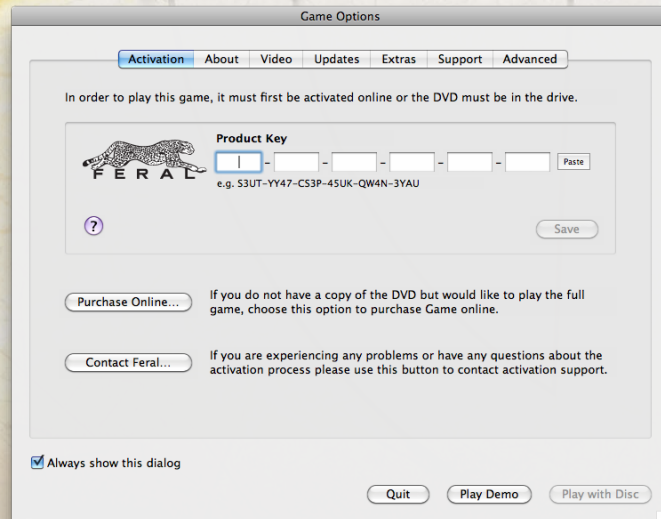 Game Options
Activation About Video Updates Extras Support Advanced
In order to play this game, it must first be activated online or the DVD must be in the drive.
Product Key
FERAL
- - - - - Paste
e.g. S3UT-YY47-CS3P-45UK-QW4N-3YAU
?
Save
Purchase Online...
If you do not have a copy of the DVD but would like to play the full
game, choose this option to purchase Game online.
Contact Feral...
If you are experiencing any problems or have any questions about the
activation process please use this button to contact activation support.
Always show this dialog
Quit Play Demo Play with Disc